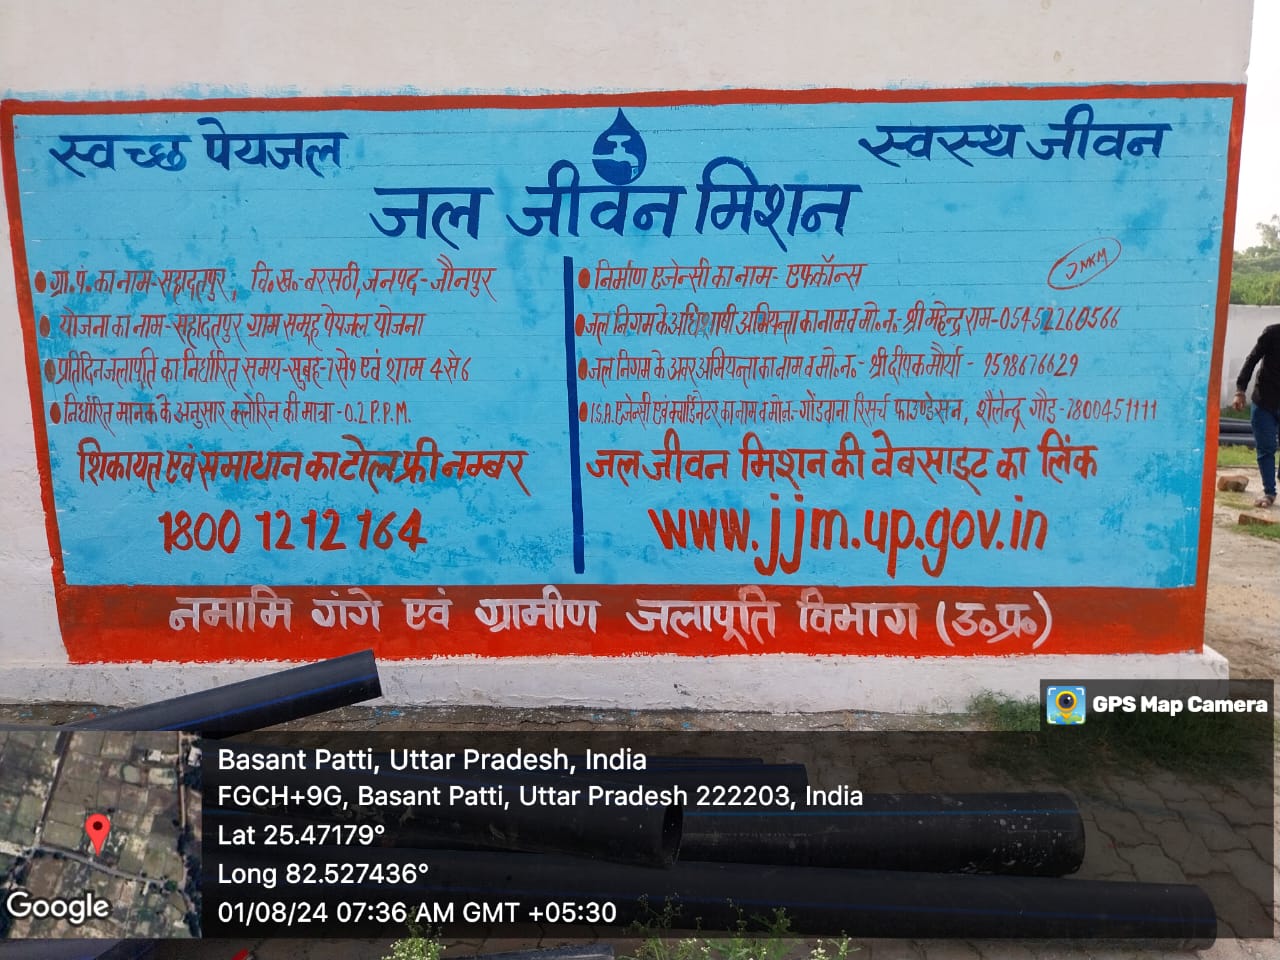 स्वच्छ पेयजल
स्वस्थ जीवन
जल जीवन मिशन
● ग्रा.पं. का नाम-सहादतपुर, वि.ख.-बरसठी, जनपद-जौनपुर
● योजना का नाम-सहादतपुर ग्राम समूह पेयजल योजना
● प्रतिदिन जलापूर्ति का निर्धारित समय-सुबह-7 से 9 एवं शाम 4 से 6
● निर्धारित मानक के अनुसार क्लोरिन की मात्रा-0.2 P.P.M.
शिकायत एवं समाधान का टोल फ्री नम्बर
1800 1212 164
JNKM
● निर्माण एजेन्सी का नाम- एफकॉन्स
● जल निगम के अधिशाषी अभियन्ता का नाम व मो.न.- श्री महेन्द्र राम-05452260566
● जल निगम के अवर अभियन्ता का नाम व मो.न.- श्री दीपक मौर्या - 9598676629
● I.S.A. एजेन्सी एवं क्वार्डिनेटर का नाम व मोन.- गोंडवाना रिसर्च फाउण्डेसन, शैलेन्द्र गौड़-7800451111
जल जीवन मिशन की वेबसाइट का लिंक
www.jjm.up.gov.in
नमामि गंगे एवं ग्रामीण जलापूर्ति विभाग (उ०प्र०)
GPS Map Camera
Basant Patti, Uttar Pradesh, India
FGCH+9G, Basant Patti, Uttar Pradesh 222203, India
Lat 25.47179°
Long 82.527436°
01/08/24 07:36 AM GMT +05:30
Google